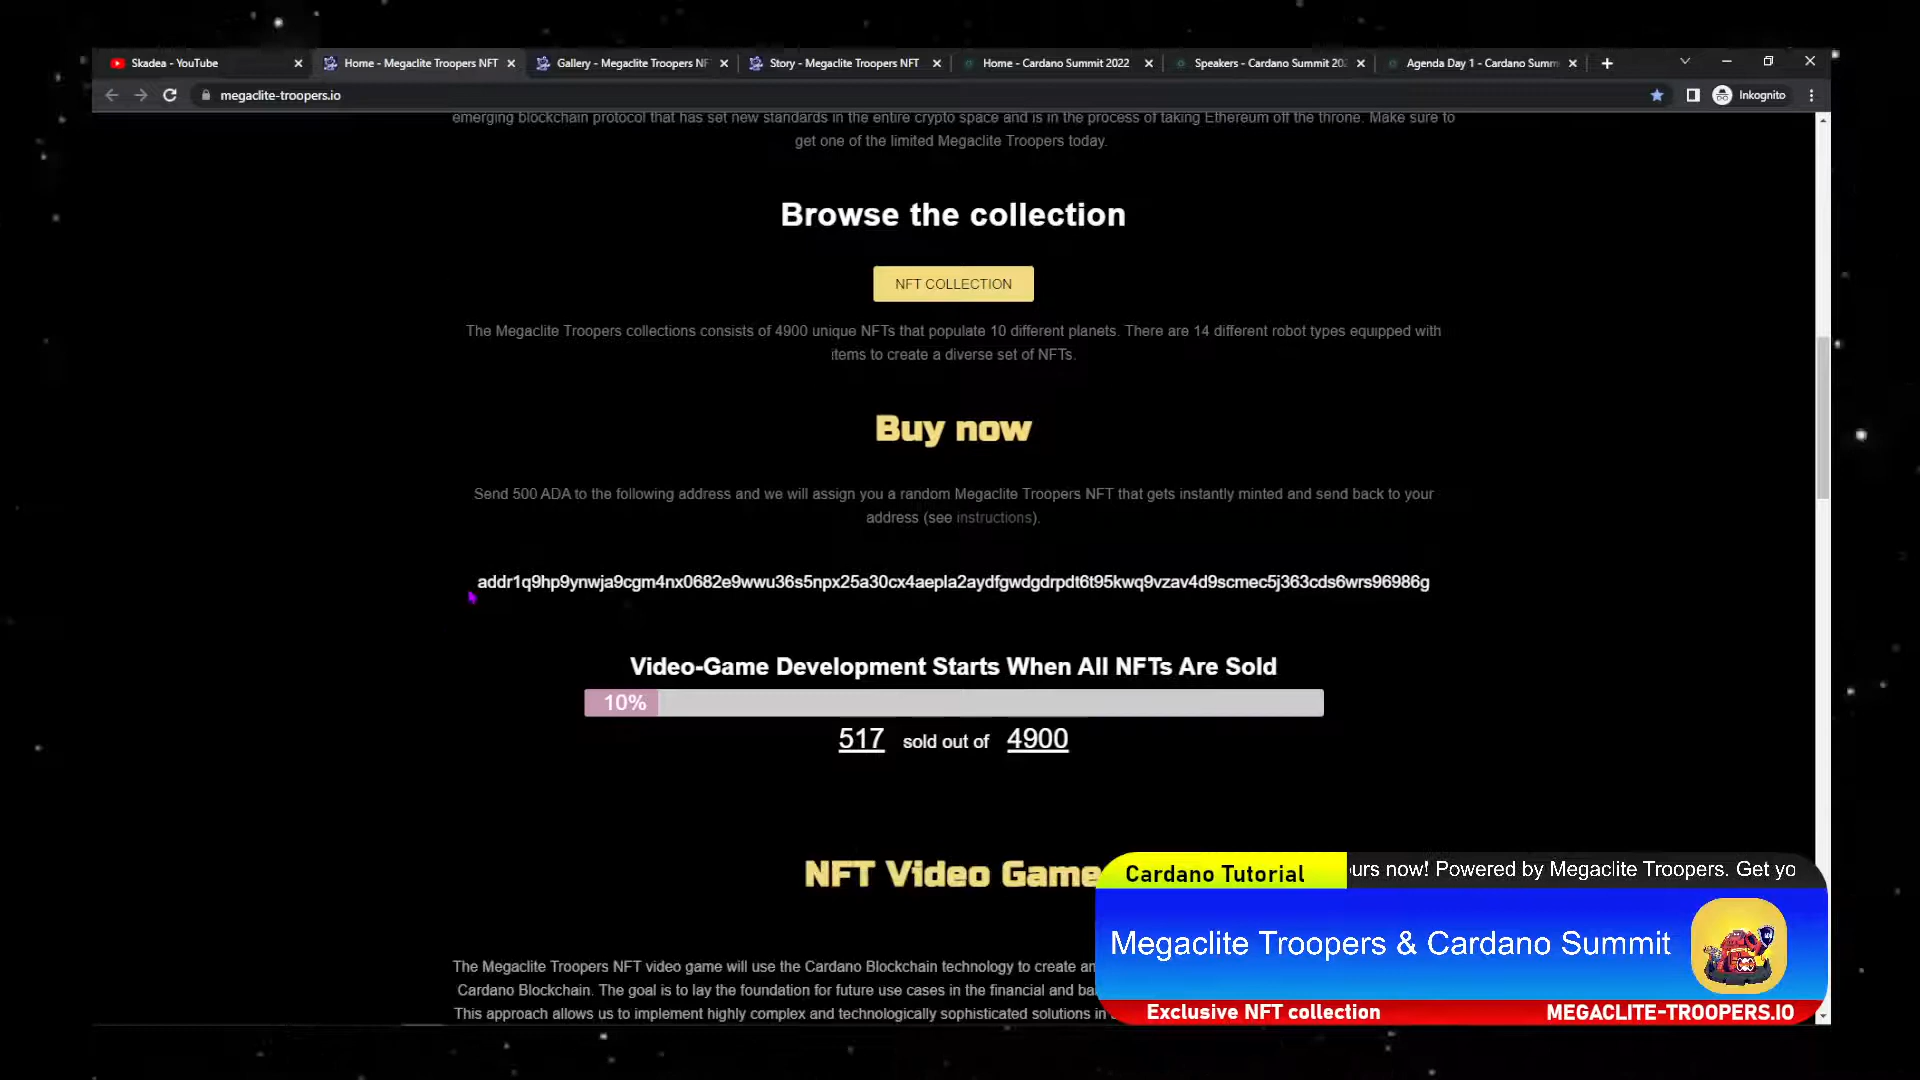 Skadea - YouTube
Home - Megaclite Troopers NFT
Gallery - Megaclite Troopers NF
Story - Megaclite Troopers NFT
Home - Cardano Summit 2022
Speakers - Cardano Summit 202
Agenda Day 1 - Cardano Summ
megaclite-troopers.io
Inkognito
emerging blockchain protocol that has set new standards in the entire crypto space and is in the process of taking Ethereum off the throne. Make sure to
get one of the limited Megaclite Troopers today.
Browse the collection
NFT COLLECTION
The Megaclite Troopers collections consists of 4900 unique NFTs that populate 10 different planets. There are 14 different robot types equipped with
items to create a diverse set of NFTs.
Buy now
Send 500 ADA to the following address and we will assign you a random Megaclite Troopers NFT that gets instantly minted and send back to your
address (see instructions).
addr1q9hp9ynwja9cgm4nx0682e9wwu36s5npx25a30cx4aepla2aydfgwdgdrpdt6t95kwq9vzav4d9scmec5j363cds6wrs96986g
Video-Game Development Starts When All NFTs Are Sold
10%
517 sold out of 4900
NFT Video Game
The Megaclite Troopers NFT video game will use the Cardano Blockchain technology to create an
Cardano Blockchain. The goal is to lay the foundation for future use cases in the financial and ba
This approach allows us to implement highly complex and technologically sophisticated solutions in
Cardano Tutorial
urs now! Powered by Megaclite Troopers. Get yo
Megaclite Troopers & Cardano Summit
Exclusive NFT collection
MEGACLITE-TROOPERS.IO